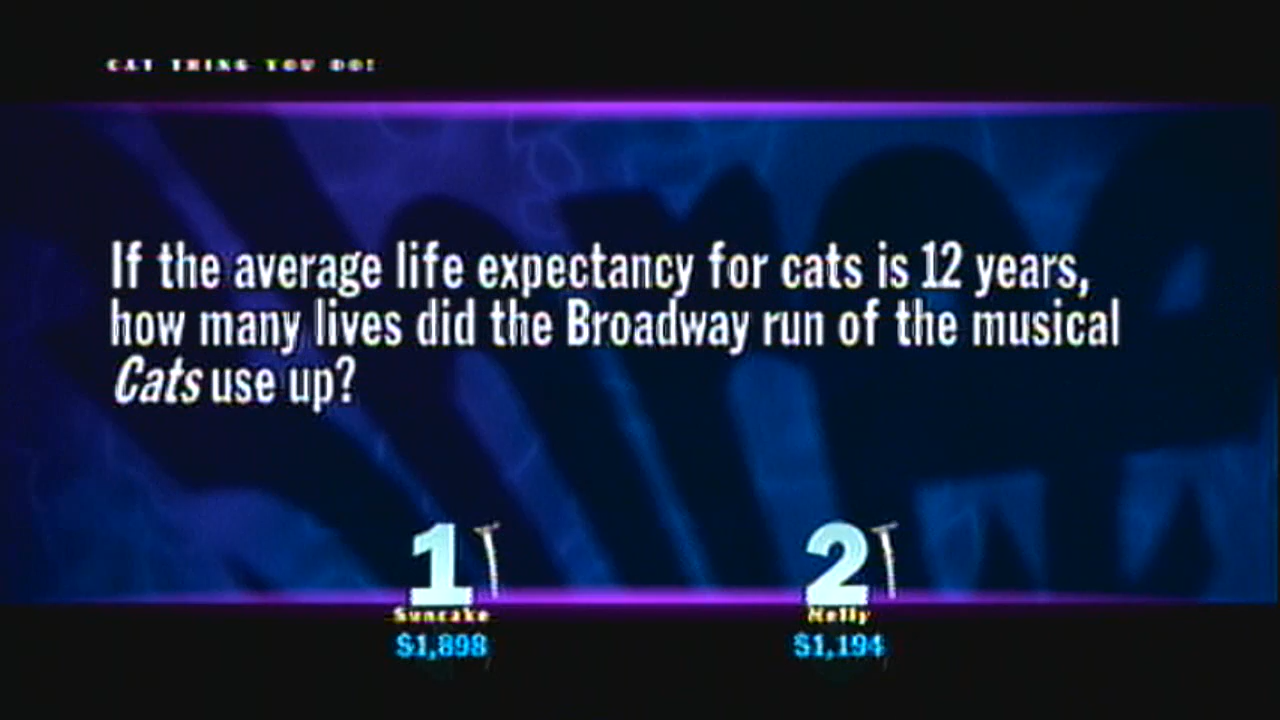 CAT THING YOU DO!
If the average life expectancy for cats is 12 years,
how many lives did the Broadway run of the musical
Cats use up?
1 2
Suncake Nelly
$1,898 $1,194